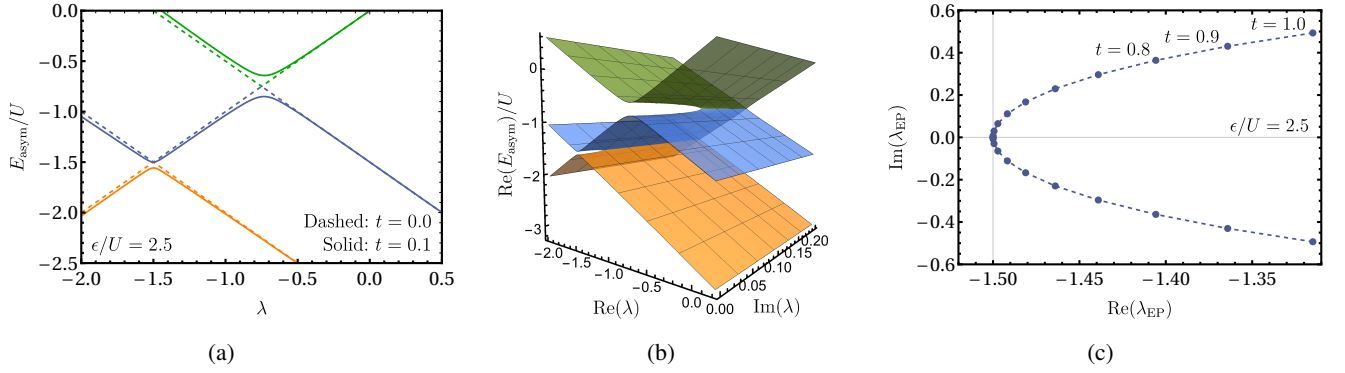 0.0
−0.5
−1.0
−1.5
−2.0
−2.5
E_asym/U
Dashed: t = 0.0
Solid: t = 0.1
ϵ/U = 2.5
−2.0 −1.5 −1.0 −0.5 0.0 0.5
λ
(a)
0
−1
−2
−3
Re(E_asym)/U
−2.0
−1.5
−1.0
−0.5
0.0
Re(λ)
0.00
0.05
0.10
0.15
0.20
Im(λ)
(b)
0.6
0.4
0.2
0.0
−0.2
−0.4
−0.6
Im(λ_EP)
t = 1.0
t = 0.9
t = 0.8
ϵ/U = 2.5
−1.50 −1.45 −1.40 −1.35
Re(λ_EP)
(c)